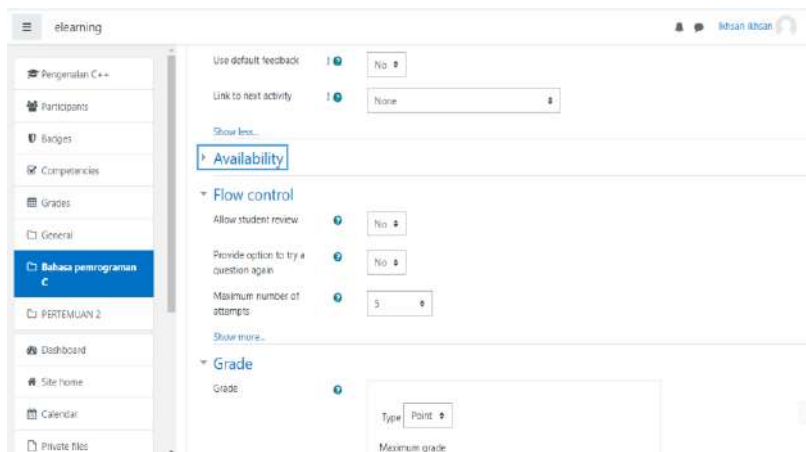 elearning
Ikhsan Ikhsan
Pengenalan C++
Participants
Badges
Competencies
Grades
General
Bahasa pemrograman
C
PERTEMUAN 2
Dashboard
Site home
Calendar
Private files
Use default feedback
No
Link to next activity
None
Show less...
Availability
Flow control
Allow student review
No
Provide option to try a
question again
No
Maximum number of
attempts
5
Show more...
Grade
Grade
Type Point
Maximum grade